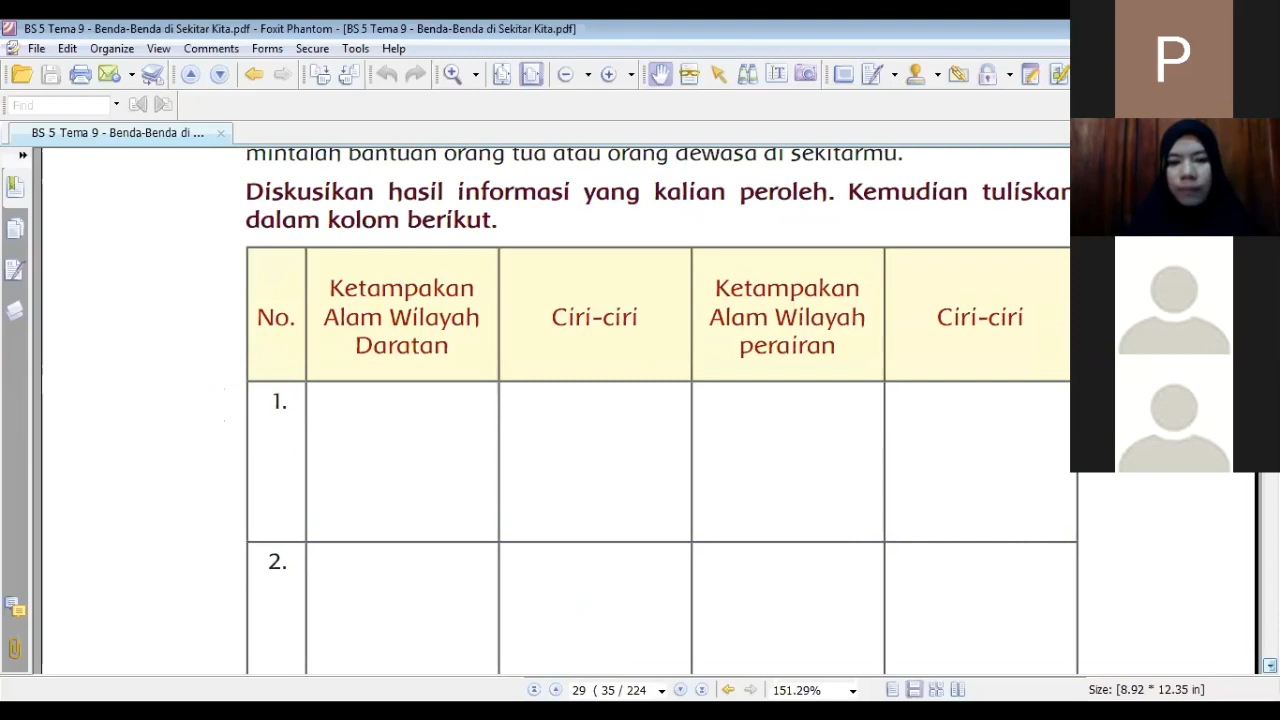 BS 5 Tema 9 - Benda-Benda di Sekitar Kita.pdf - Foxit Phantom - [BS 5 Tema 9 - Benda-Benda di Sekitar Kita.pdf]
File Edit Organize View Comments Forms Secure Tools Help
Find
BS 5 Tema 9 - Benda-Benda di ...
mintalah bantuan orang tua atau orang dewasa di sekitarmu.
Diskusikan hasil informasi yang kalian peroleh. Kemudian tuliskan
dalam kolom berikut.
No.
Ketampakan
Alam Wilayah
Daratan
Ciri-ciri
Ketampakan
Alam Wilayah
perairan
Ciri-ciri
1.
2.
29 ( 35 / 224
151.29%
Size: [8.92 * 12.35 in]
P